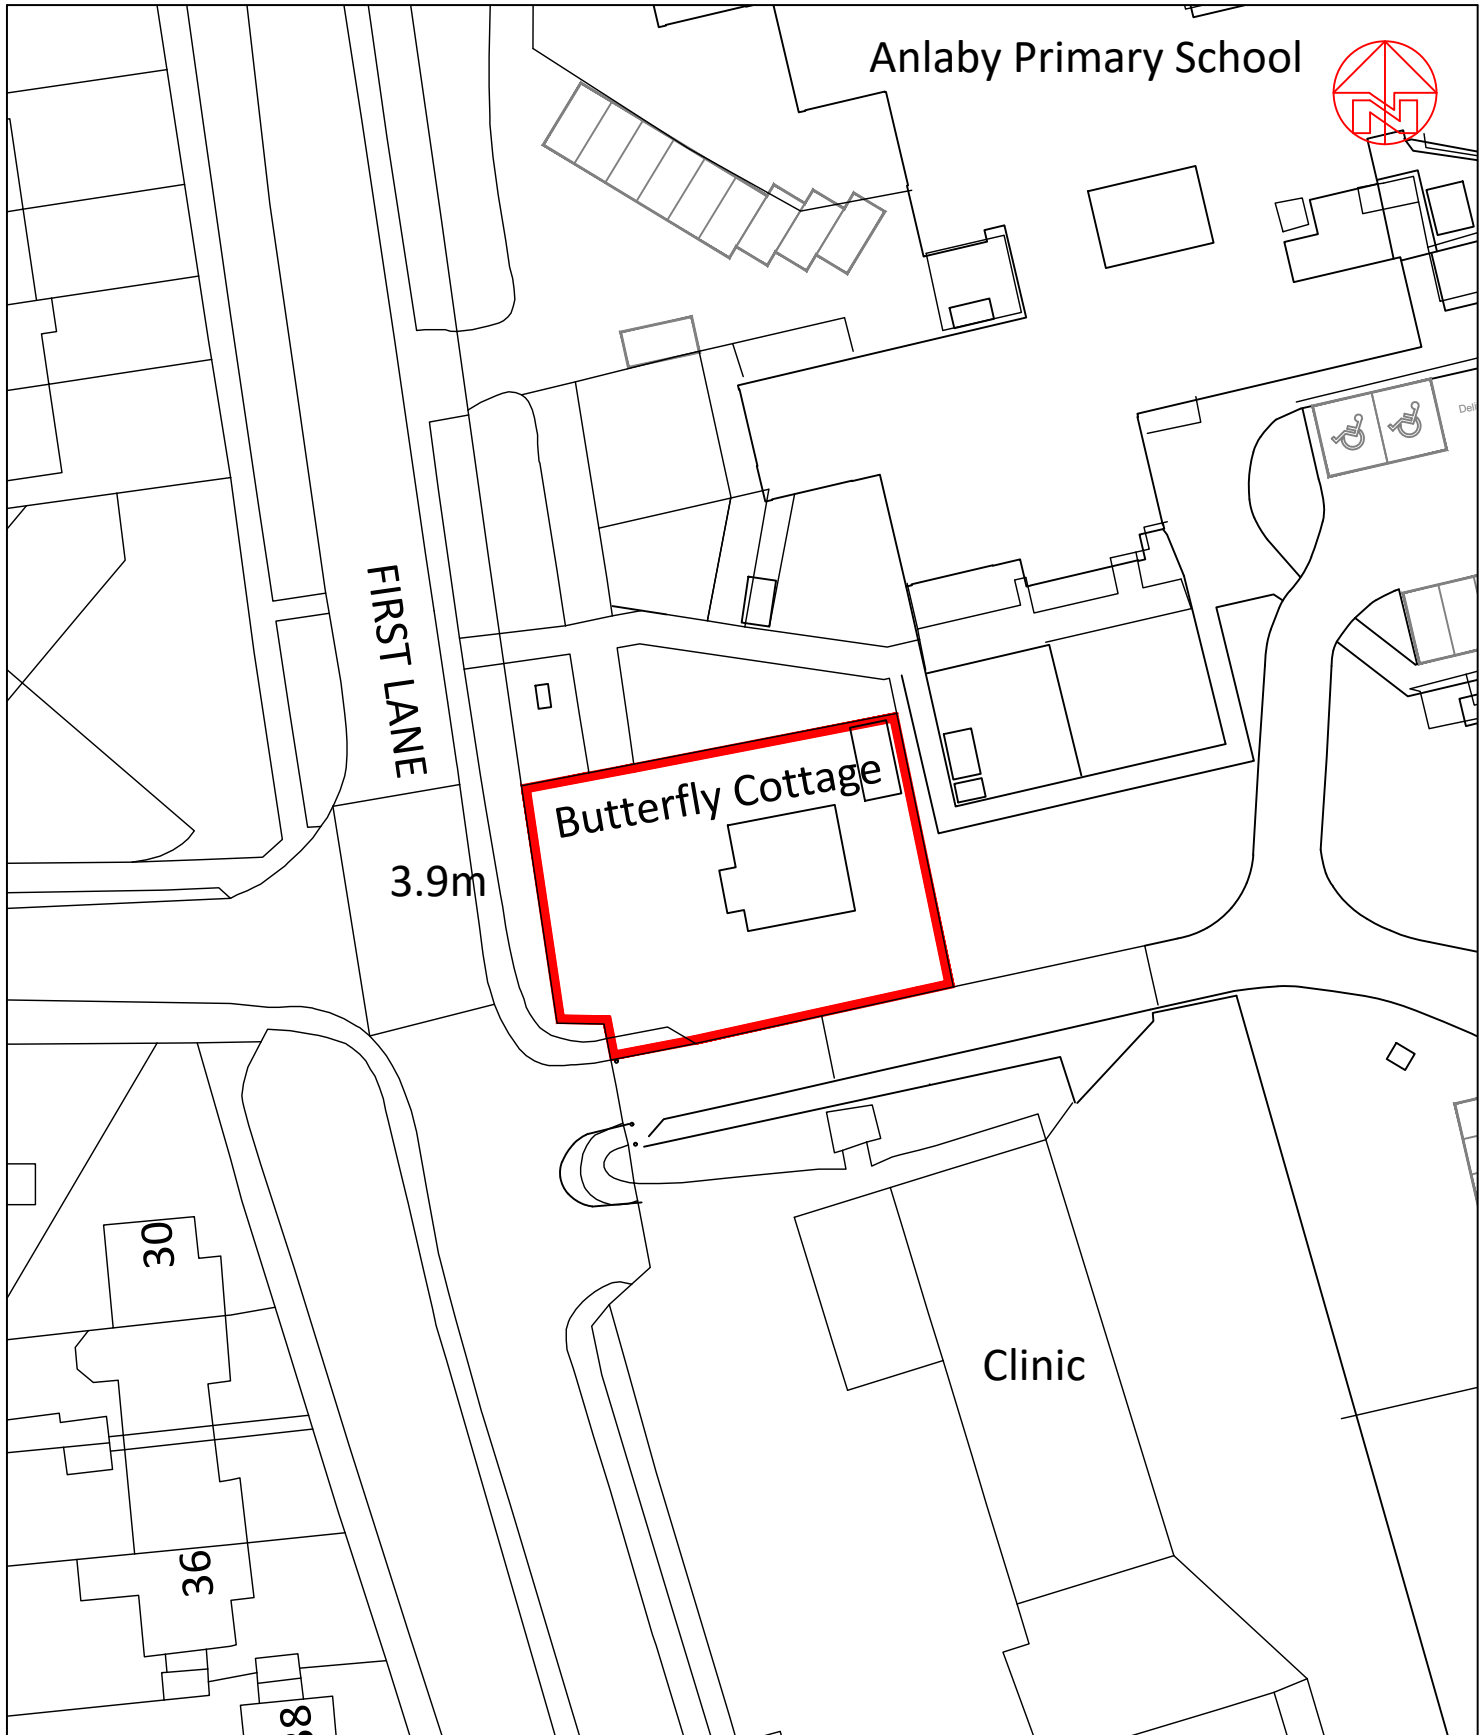 Anlaby Primary School
N
FIRST LANE
Butterfly Cottage
3.9m
30
Clinic
36